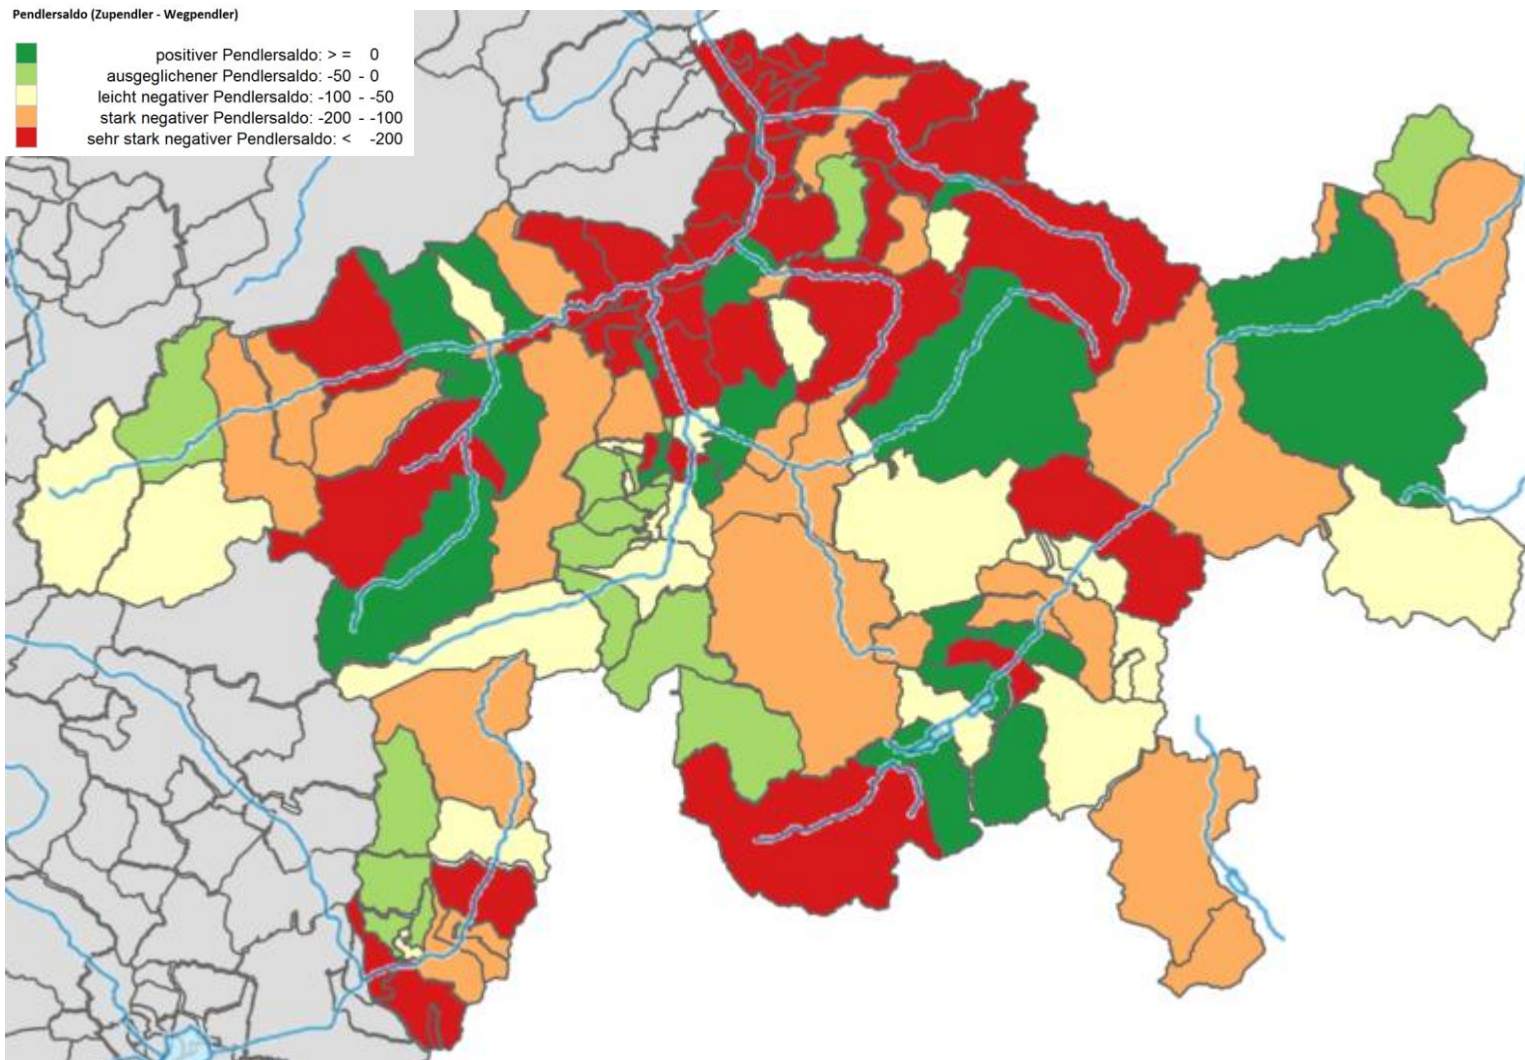 Pendlersaldo (Zupendler - Wegpendler)
positiver Pendlersaldo: > = 0
ausgeglichener Pendlersaldo: -50 - 0
leicht negativer Pendlersaldo: -100 - -50
stark negativer Pendlersaldo: -200 - -100
sehr stark negativer Pendlersaldo: < -200